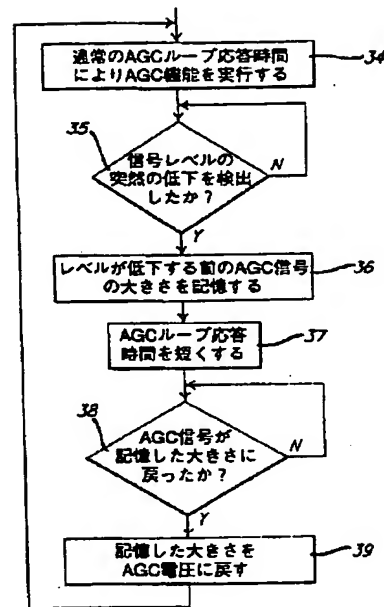 通常のAGCループ応答時間
によりAGC機能を実行する
34
35
信号レベルの
突然の低下を検出
したか?
N
Y
レベルが低下する前のAGC信号
の大きさを記憶する
36
AGCループ応答
時間を短くする
37
38
AGC信号が
記憶した大きさに
戻ったか?
N
Y
記憶した大きさを
AGC電圧に戻す
39